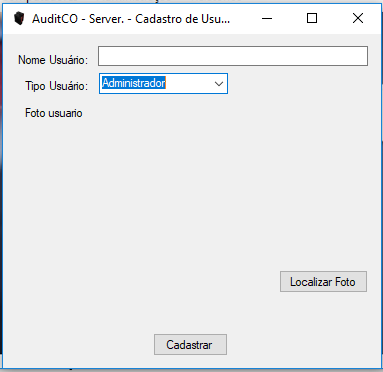 AuditCO - Server. - Cadastro de Usu...
Nome Usuário:
Tipo Usuário: Administrador
Foto usuario
Localizar Foto
Cadastrar